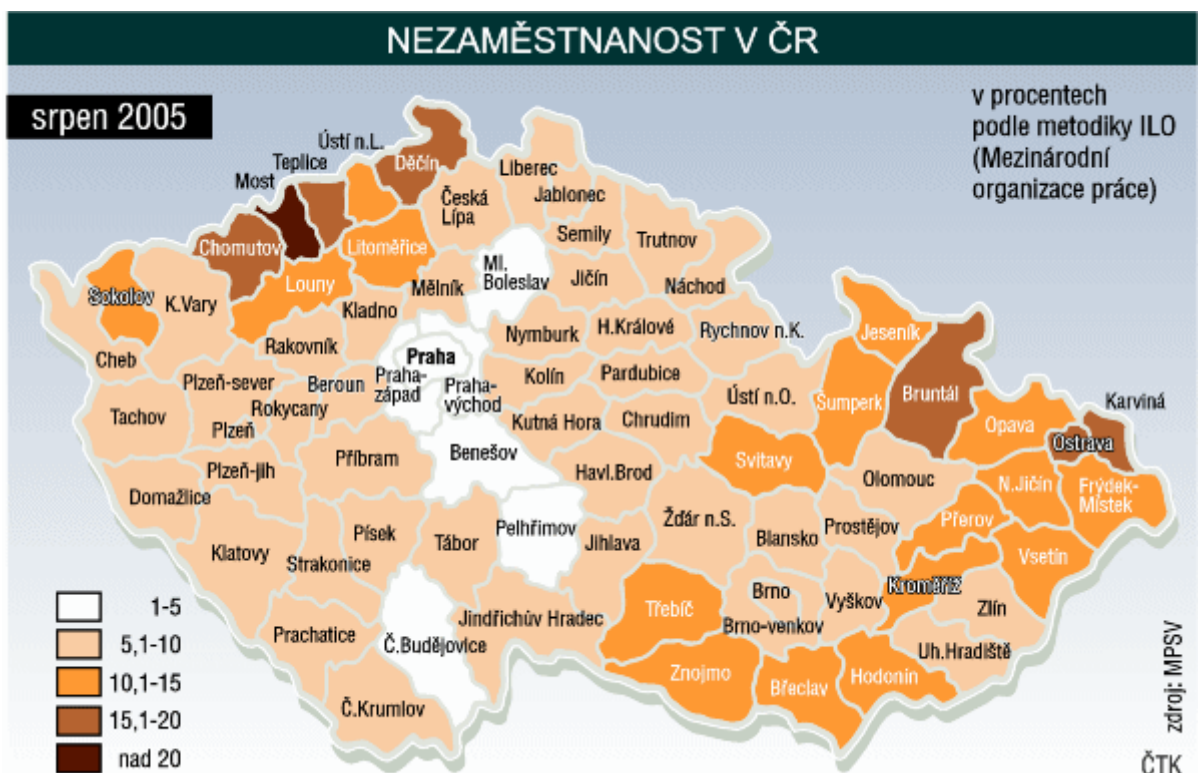 NEZAMĚSTNANOST V ČR
srpen 2005
v procentech
podle metodiky ILO
(Mezinárodní
organizace práce)
Ústí n.L.
Teplice
Most
Děčín
Liberec
Česká
Lípa
Jablonec
Semily
Trutnov
Chomutov
Litoměřice
Ml.
Boleslav
Jičín
Náchod
Sokolov
K.Vary
Louny
Mělník
Kladno
Nymburk
H.Králové
Rychnov n.K.
Jeseník
Cheb
Rakovník
Praha
Praha-
západ
Praha-
východ
Kolín
Pardubice
Plzeň-sever
Beroun
Rokycany
Tachov
Plzeň
Kutná Hora
Chrudim
Ústí n.O.
Šumperk
Bruntál
Karviná
Opava
Ostrava
Plzeň-jih
Příbram
Benešov
Havl.Brod
Svitavy
Olomouc
N.Jičín
Frýdek-
Místek
Domažlice
Klatovy
Písek
Strakonice
Tábor
Pelhřimov
Jihlava
Žďár n.S.
Blansko
Prostějov
Přerov
Vsetín
Kroměříž
Brno
Brno-venkov
Vyškov
Zlín
Třebíč
Jindřichův Hradec
Prachatice
Č.Budějovice
Uh.Hradiště
Znojmo
Břeclav
Hodonín
Č.Krumlov
1-5
5,1-10
10,1-15
15,1-20
nad 20
zdroj: MPSV
ČTK